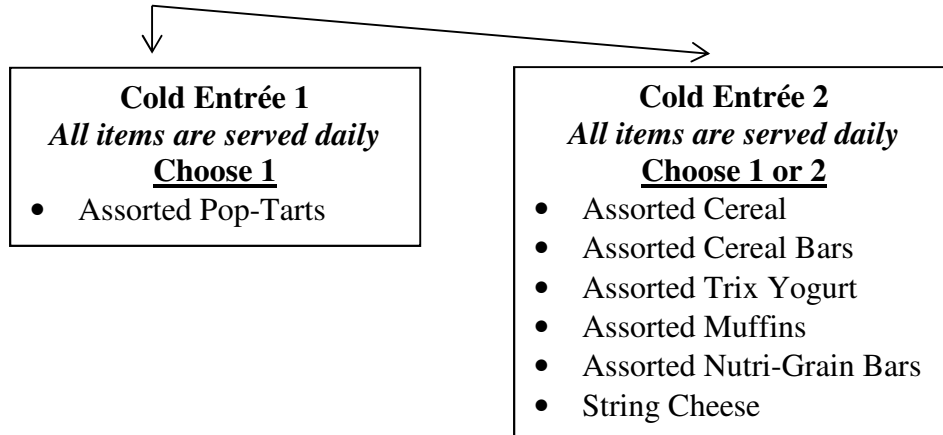 Cold Entrée 1
All items are served daily
Choose 1
• Assorted Pop-Tarts
Cold Entrée 2
All items are served daily
Choose 1 or 2
• Assorted Cereal
• Assorted Cereal Bars
• Assorted Trix Yogurt
• Assorted Muffins
• Assorted Nutri-Grain Bars
• String Cheese